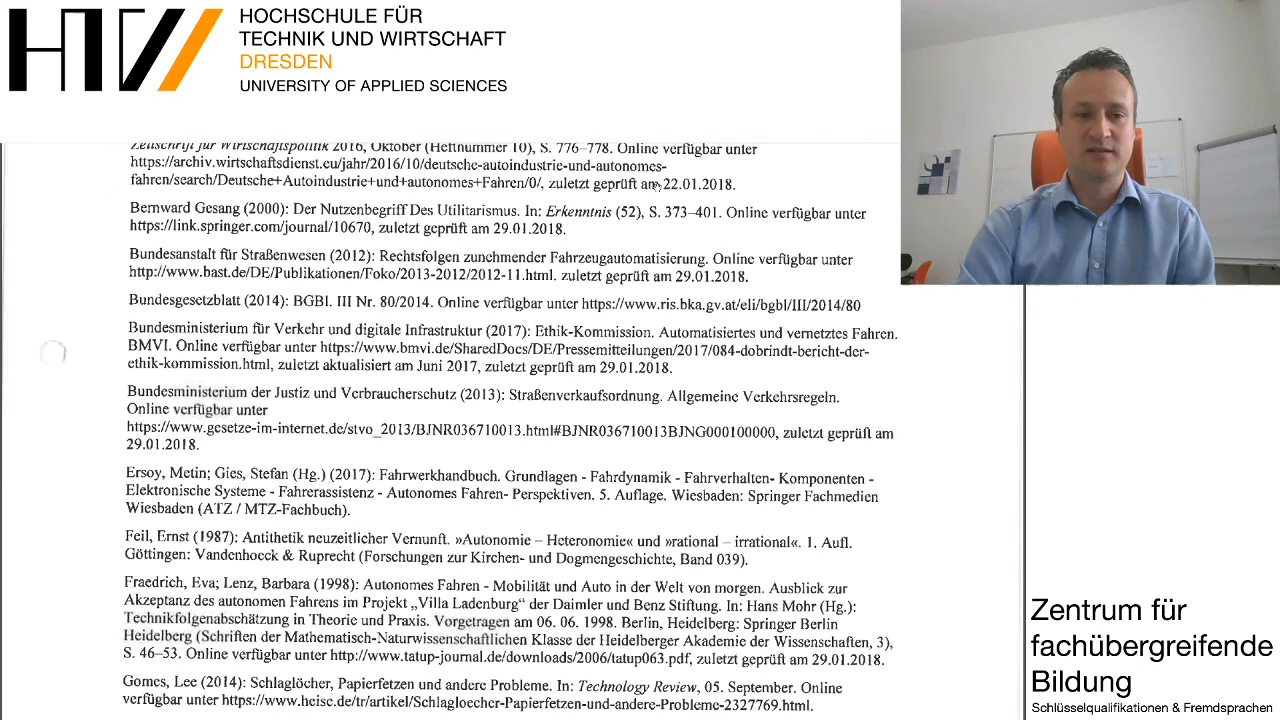 HTW
HOCHSCHULE FÜR
TECHNIK UND WIRTSCHAFT
DRESDEN
UNIVERSITY OF APPLIED SCIENCES
Zeitschrift für Wirtschaftspolitik 2016, Oktober (Heftnummer 10), S. 776–778. Online verfügbar unter
https://archiv.wirtschaftsdienst.eu/jahr/2016/10/deutsche-autoindustrie-und-autonomes-
fahren/search/Deutsche+Autoindustrie+und+autonomes+Fahren/0/, zuletzt geprüft am 22.01.2018.
Bernward Gesang (2000): Der Nutzenbegriff Des Utilitarismus. In: Erkenntnis (52), S. 373–401. Online verfügbar unter
https://link.springer.com/journal/10670, zuletzt geprüft am 29.01.2018.
Bundesanstalt für Straßenwesen (2012): Rechtsfolgen zunehmender Fahrzeugautomatisierung. Online verfügbar unter
http://www.bast.de/DE/Publikationen/Foko/2013-2012/2012-11.html. zuletzt geprüft am 29.01.2018.
Bundesgesetzblatt (2014): BGBl. III Nr. 80/2014. Online verfügbar unter https://www.ris.bka.gv.at/eli/bgbl/III/2014/80
Bundesministerium für Verkehr und digitale Infrastruktur (2017): Ethik-Kommission. Automatisiertes und vernetztes Fahren.
BMVI. Online verfügbar unter https://www.bmvi.de/SharedDocs/DE/Pressemitteilungen/2017/084-dobrindt-bericht-der-
ethik-kommission.html, zuletzt aktualisiert am Juni 2017, zuletzt geprüft am 29.01.2018.
Bundesministerium der Justiz und Verbraucherschutz (2013): Straßenverkaufsordnung. Allgemeine Verkehrsregeln.
Online verfügbar unter
https://www.gesetze-im-internet.de/stvo_2013/BJNR036710013.html#BJNR036710013BJNG000100000, zuletzt geprüft am
29.01.2018.
Ersoy, Metin; Gies, Stefan (Hg.) (2017): Fahrwerkhandbuch. Grundlagen - Fahrdynamik - Fahrverhalten- Komponenten -
Elektronische Systeme - Fahrerassistenz - Autonomes Fahren- Perspektiven. 5. Auflage. Wiesbaden: Springer Fachmedien
Wiesbaden (ATZ / MTZ-Fachbuch).
Feil, Ernst (1987): Antithetik neuzeitlicher Vernunft. »Autonomie – Heteronomie« und »rational – irrational«. 1. Aufl.
Göttingen: Vandenhoeck & Ruprecht (Forschungen zur Kirchen- und Dogmengeschichte, Band 039).
Fraedrich, Eva; Lenz, Barbara (1998): Autonomes Fahren - Mobilität und Auto in der Welt von morgen. Ausblick zur
Akzeptanz des autonomen Fahrens im Projekt „Villa Ladenburg“ der Daimler und Benz Stiftung. In: Hans Mohr (Hg.):
Technikfolgenabschätzung in Theorie und Praxis. Vorgetragen am 06. 06. 1998. Berlin, Heidelberg: Springer Berlin
Heidelberg (Schriften der Mathematisch-Naturwissenschaftlichen Klasse der Heidelberger Akademie der Wissenschaften, 3),
S. 46–53. Online verfügbar unter http://www.tatup-journal.de/downloads/2006/tatup063.pdf, zuletzt geprüft am 29.01.2018.
Gomes, Lee (2014): Schlaglöcher, Papierfetzen und andere Probleme. In: Technology Review, 05. September. Online
verfügbar unter https://www.heise.de/tr/artikel/Schlagloecher-Papierfetzen-und-andere-Probleme-2327769.html.
Zentrum für
fachübergreifende
Bildung
Schlüsselqualifikationen & Fremdsprachen